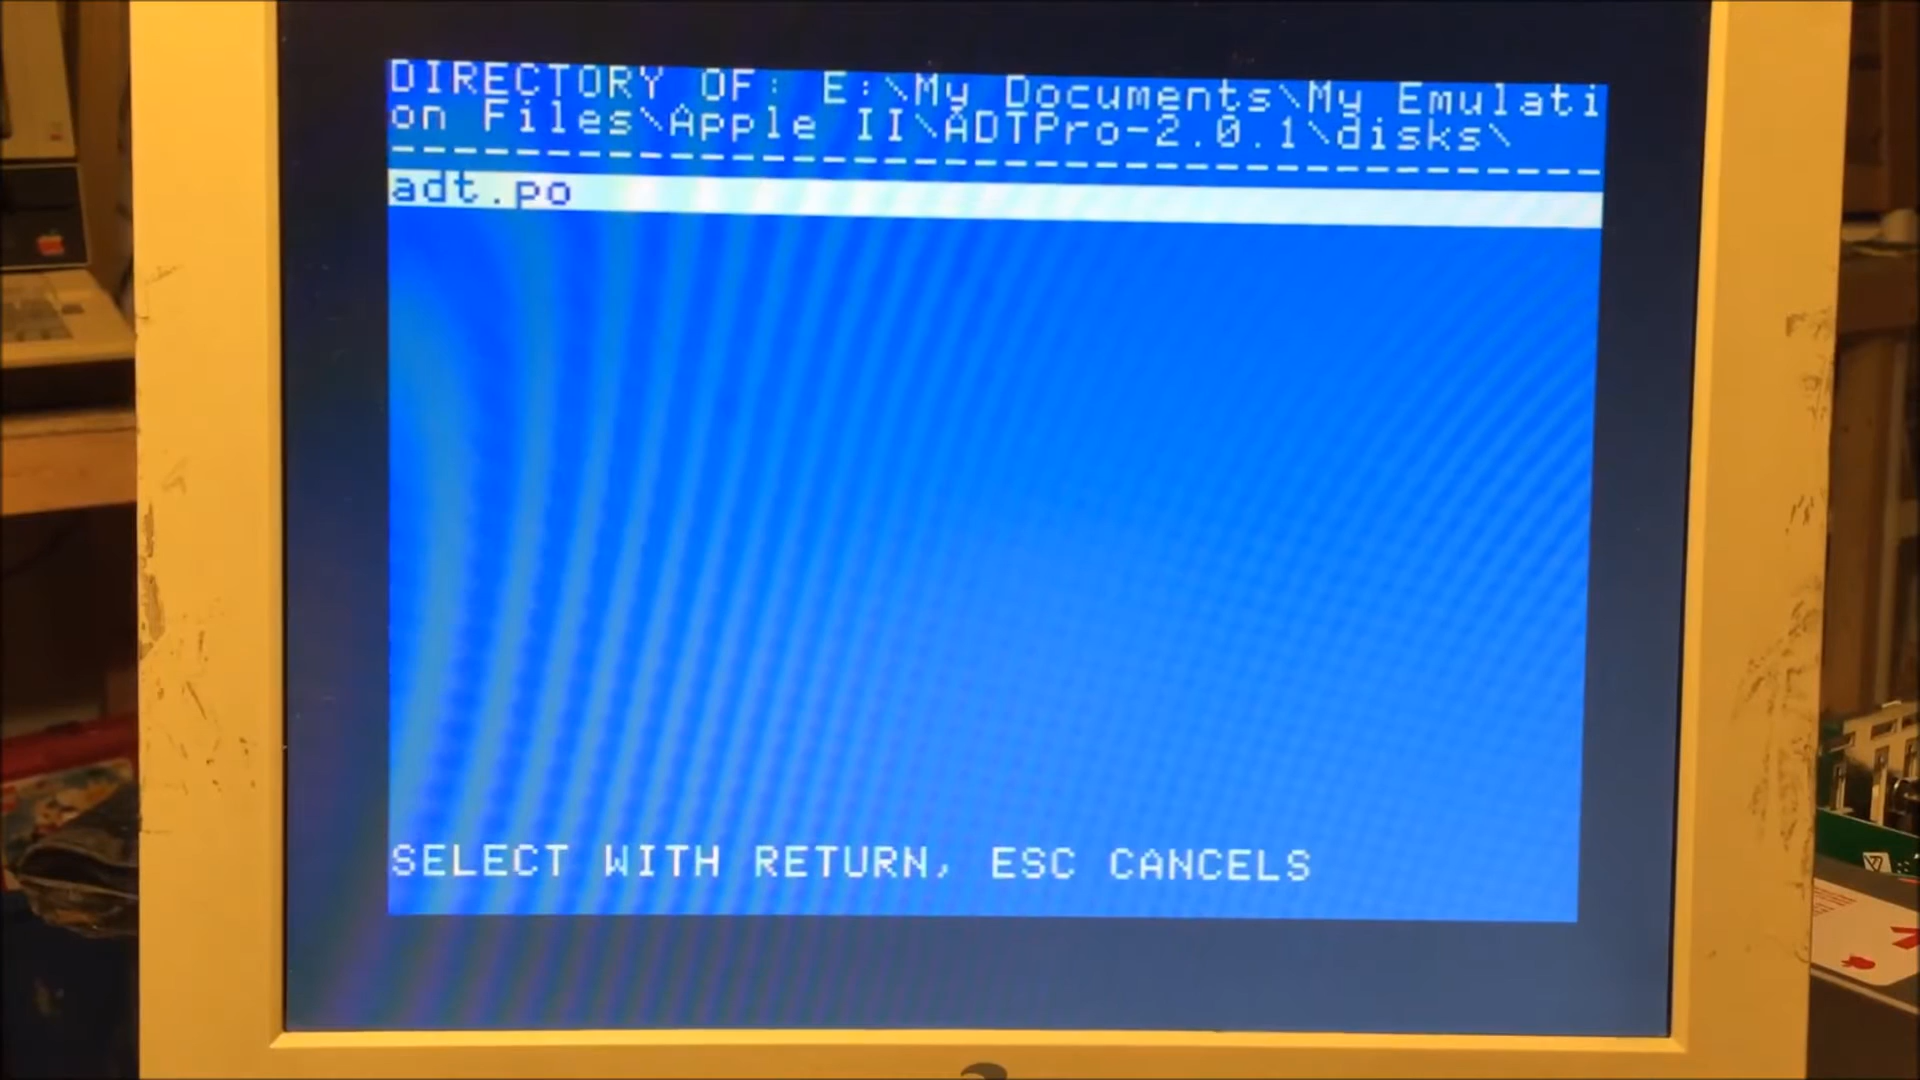 DIRECTORY OF: E:\My Documents\My Emulati
on Files\Apple II\ADTPro-2.0.1\disks\
----------------------------------------
adt.po
SELECT WITH RETURN, ESC CANCELS